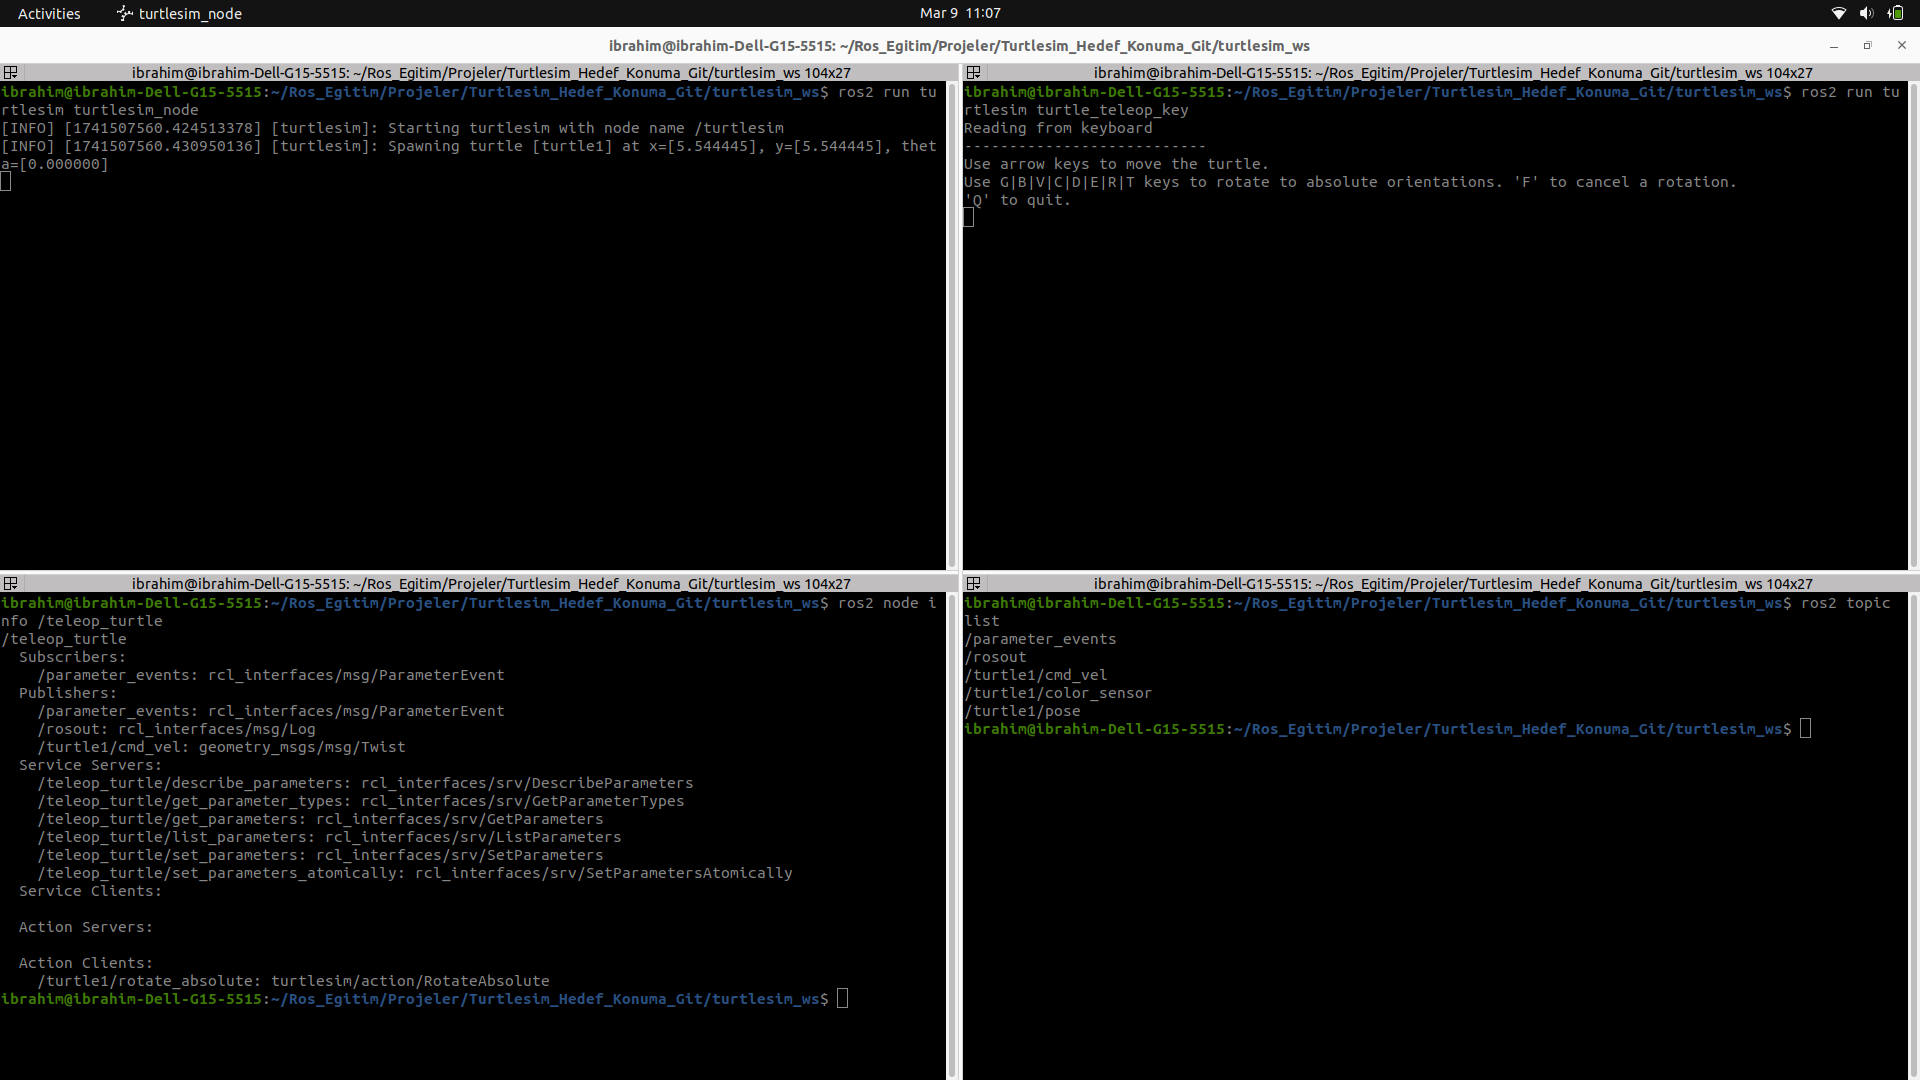 Activities
turtlesim_node
Mar 9 11:07
ibrahim@ibrahim-Dell-G15-5515: ~/Ros_Egitim/Projeler/Turtlesim_Hedef_Konuma_Git/turtlesim_ws
ibrahim@ibrahim-Dell-G15-5515: ~/Ros_Egitim/Projeler/Turtlesim_Hedef_Konuma_Git/turtlesim_ws 104x27
ibrahim@ibrahim-Dell-G15-5515:~/Ros_Egitim/Projeler/Turtlesim_Hedef_Konuma_Git/turtlesim_ws$ ros2 run tu
rtlesim turtlesim_node
[INFO] [1741507560.424513378] [turtlesim]: Starting turtlesim with node name /turtlesim
[INFO] [1741507560.430950136] [turtlesim]: Spawning turtle [turtle1] at x=[5.544445], y=[5.544445], thet
a=[0.000000]
ibrahim@ibrahim-Dell-G15-5515: ~/Ros_Egitim/Projeler/Turtlesim_Hedef_Konuma_Git/turtlesim_ws 104x27
ibrahim@ibrahim-Dell-G15-5515:~/Ros_Egitim/Projeler/Turtlesim_Hedef_Konuma_Git/turtlesim_ws$ ros2 run tu
rtlesim turtle_teleop_key
Reading from keyboard
---------------------------
Use arrow keys to move the turtle.
Use G|B|V|C|D|E|R|T keys to rotate to absolute orientations. 'F' to cancel a rotation.
'Q' to quit.
ibrahim@ibrahim-Dell-G15-5515: ~/Ros_Egitim/Projeler/Turtlesim_Hedef_Konuma_Git/turtlesim_ws 104x27
ibrahim@ibrahim-Dell-G15-5515:~/Ros_Egitim/Projeler/Turtlesim_Hedef_Konuma_Git/turtlesim_ws$ ros2 node i
nfo /teleop_turtle
/teleop_turtle
  Subscribers:
    /parameter_events: rcl_interfaces/msg/ParameterEvent
  Publishers:
    /parameter_events: rcl_interfaces/msg/ParameterEvent
    /rosout: rcl_interfaces/msg/Log
    /turtle1/cmd_vel: geometry_msgs/msg/Twist
  Service Servers:
    /teleop_turtle/describe_parameters: rcl_interfaces/srv/DescribeParameters
    /teleop_turtle/get_parameter_types: rcl_interfaces/srv/GetParameterTypes
    /teleop_turtle/get_parameters: rcl_interfaces/srv/GetParameters
    /teleop_turtle/list_parameters: rcl_interfaces/srv/ListParameters
    /teleop_turtle/set_parameters: rcl_interfaces/srv/SetParameters
    /teleop_turtle/set_parameters_atomically: rcl_interfaces/srv/SetParametersAtomically
  Service Clients:
  Action Servers:
  Action Clients:
    /turtle1/rotate_absolute: turtlesim/action/RotateAbsolute
ibrahim@ibrahim-Dell-G15-5515:~/Ros_Egitim/Projeler/Turtlesim_Hedef_Konuma_Git/turtlesim_ws$
ibrahim@ibrahim-Dell-G15-5515: ~/Ros_Egitim/Projeler/Turtlesim_Hedef_Konuma_Git/turtlesim_ws 104x27
ibrahim@ibrahim-Dell-G15-5515:~/Ros_Egitim/Projeler/Turtlesim_Hedef_Konuma_Git/turtlesim_ws$ ros2 topic
list
/parameter_events
/rosout
/turtle1/cmd_vel
/turtle1/color_sensor
/turtle1/pose
ibrahim@ibrahim-Dell-G15-5515:~/Ros_Egitim/Projeler/Turtlesim_Hedef_Konuma_Git/turtlesim_ws$